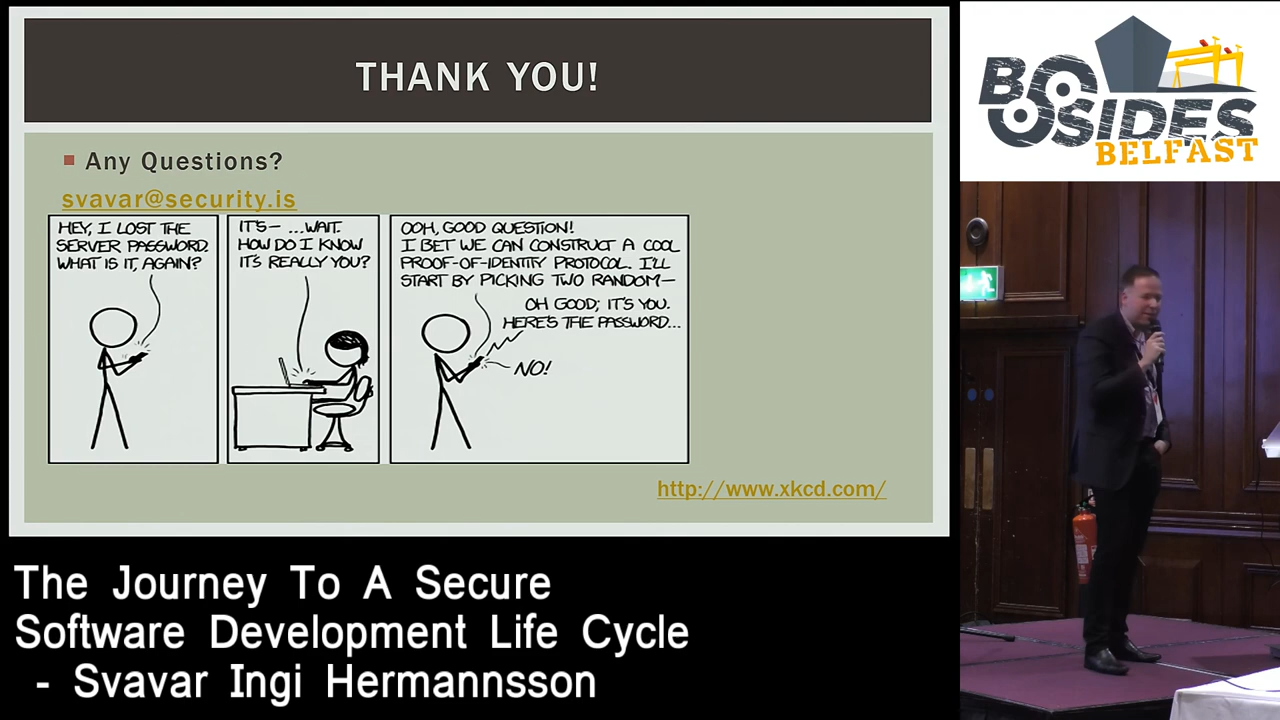 THANK YOU!
Any Questions?
svavar@security.is
HEY, I LOST THE
SERVER PASSWORD.
WHAT IS IT, AGAIN?
IT'S— ...WAIT.
HOW DO I KNOW
IT'S REALLY YOU?
OOH, GOOD QUESTION!
I BET WE CAN CONSTRUCT A COOL
PROOF-OF-IDENTITY PROTOCOL. I'LL
START BY PICKING TWO RANDOM—
OH GOOD; IT'S YOU.
HERE'S THE PASSWORD...
NO!
http://www.xkcd.com/
BSIDES
BELFAST
The Journey To A Secure
Software Development Life Cycle
- Svavar Ingi Hermannsson